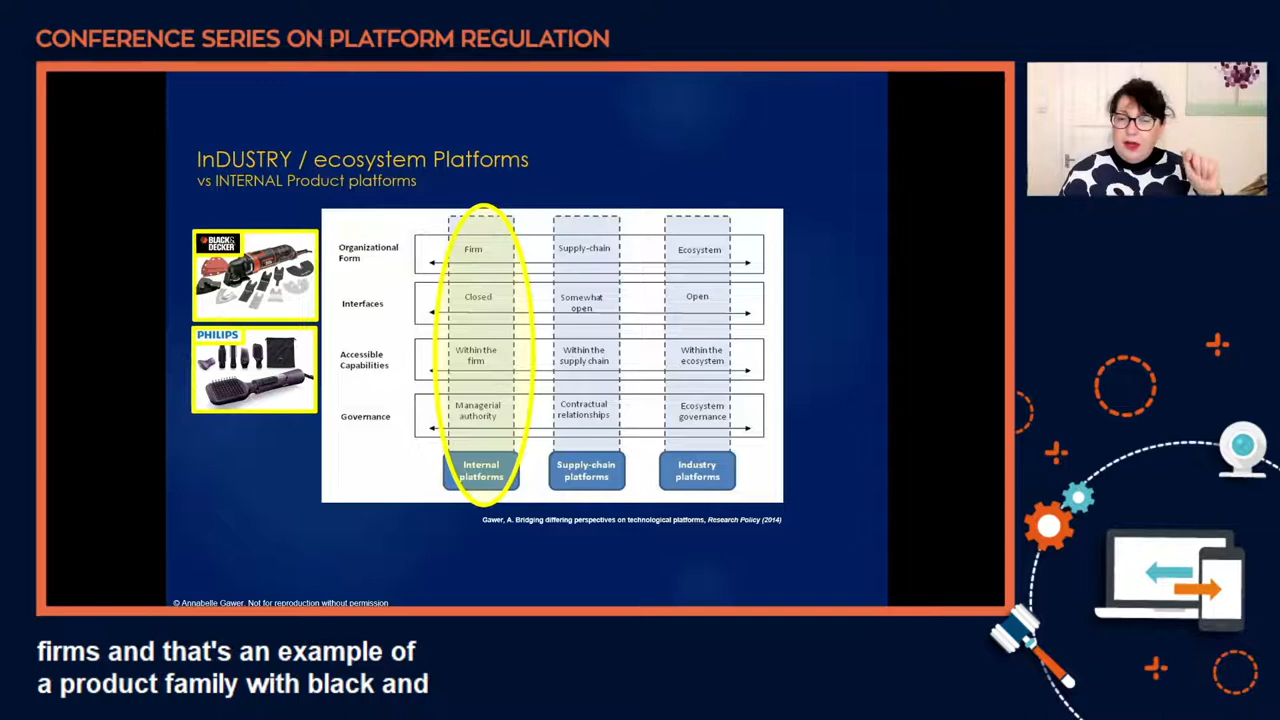 CONFERENCE SERIES ON PLATFORM REGULATION
InDUSTRY / ecosystem Platforms
vs INTERNAL Product platforms
BLACK&
DECKER
PHILIPS
Organizational
Form
Firm
Supply-chain
Ecosystem
Interfaces
Closed
Somewhat
open
Open
Accessible
Capabilities
Within the
firm
Within the
supply chain
Within the
ecosystem
Governance
Managerial
authority
Contractual
relationships
Ecosystem
governance
Internal
platforms
Supply-chain
platforms
Industry
platforms
Gawer, A. Bridging differing perspectives on technological platforms, Research Policy (2014)
© Annabelle Gawer. Not for reproduction without permission
firms and that's an example of
a product family with black and